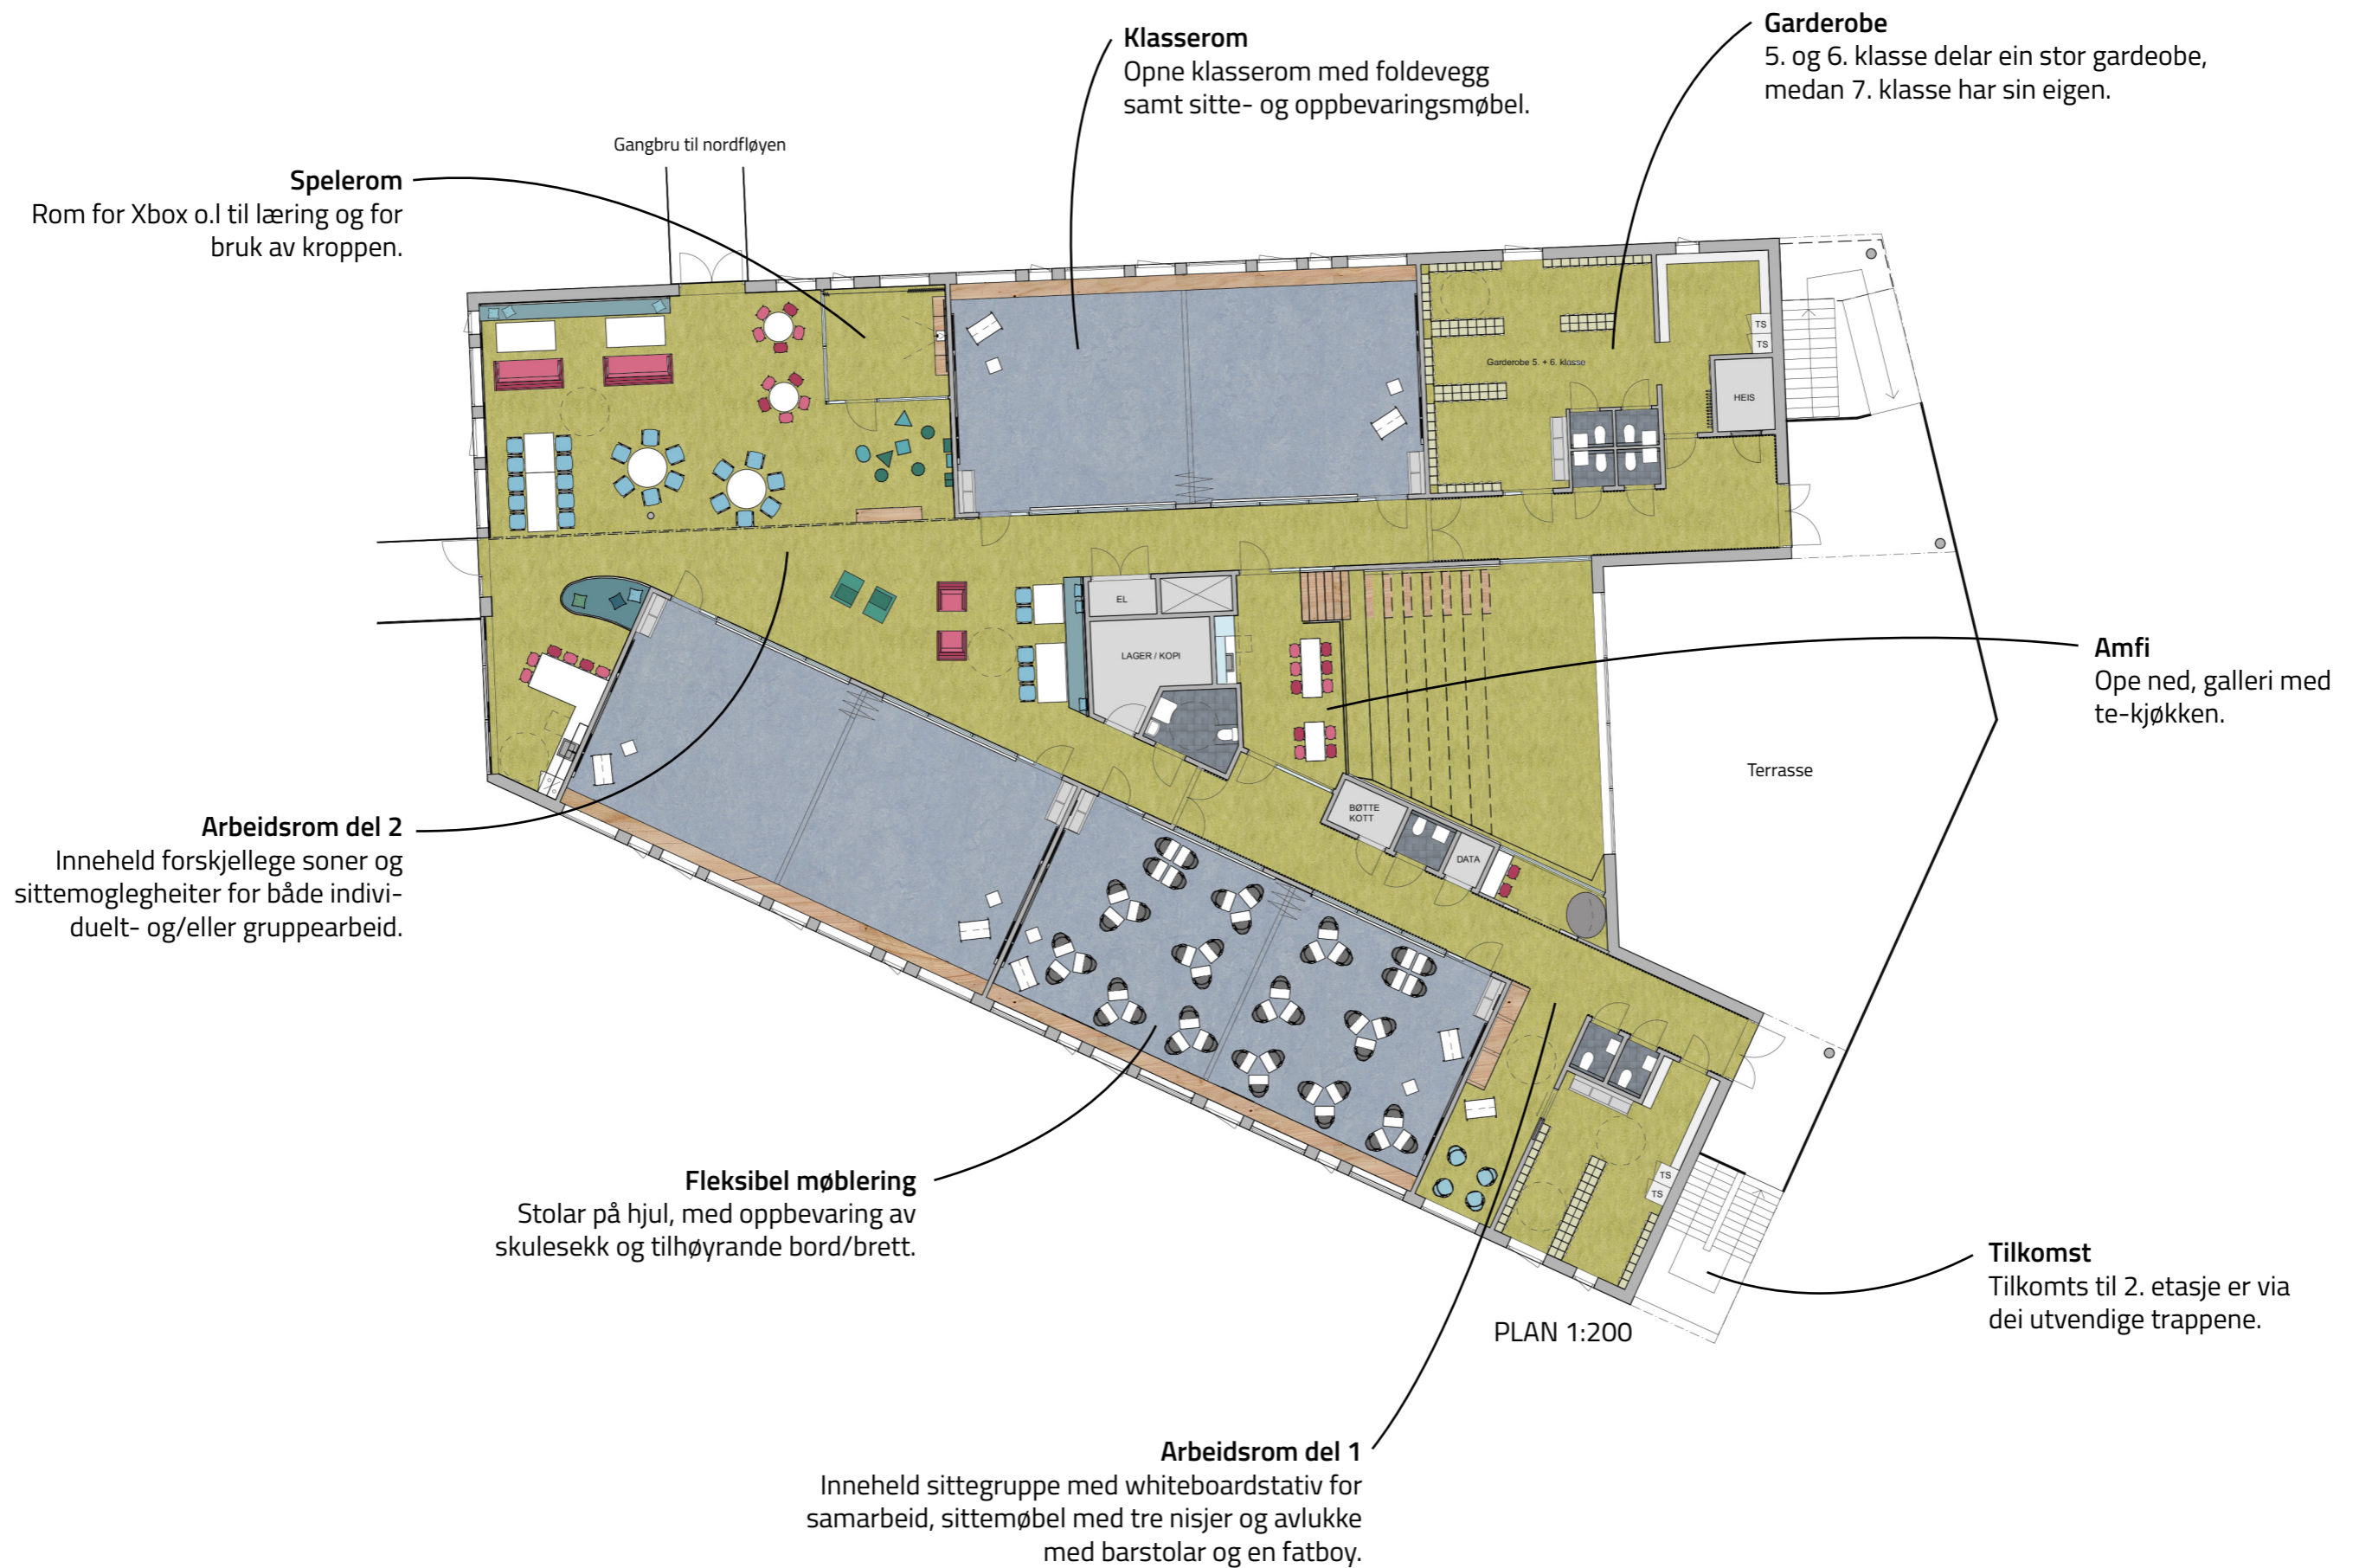 Klasserom
Opne klasserom med foldevegg
samt sitte- og oppbevaringsmøbel.
Garderobe
5. og 6. klasse delar ein stor gardeobe,
medan 7. klasse har sin eigen.
Gangbru til nordfløyen
Spelerom
Rom for Xbox o.l til læring og for
bruk av kroppen.
TS
TS
Garderobe 5. + 6. klasse
HEIS
EL
LAGER / KOPI
Amfi
Ope ned, galleri med
te-kjøkken.
Terrasse
BØTTE
KOTT
DATA
Arbeidsrom del 2
Inneheld forskjellege soner og
sittemoglegheiter for både indivi-
duelt- og/eller gruppearbeid.
Fleksibel møblering
Stolar på hjul, med oppbevaring av
skulesekk og tilhøyrande bord/brett.
TS
TS
Tilkomst
Tilkomts til 2. etasje er via
dei utvendige trappene.
PLAN 1:200
Arbeidsrom del 1
Inneheld sittegruppe med whiteboardstativ for
samarbeid, sittemøbel med tre nisjer og avlukke
med barstolar og en fatboy.